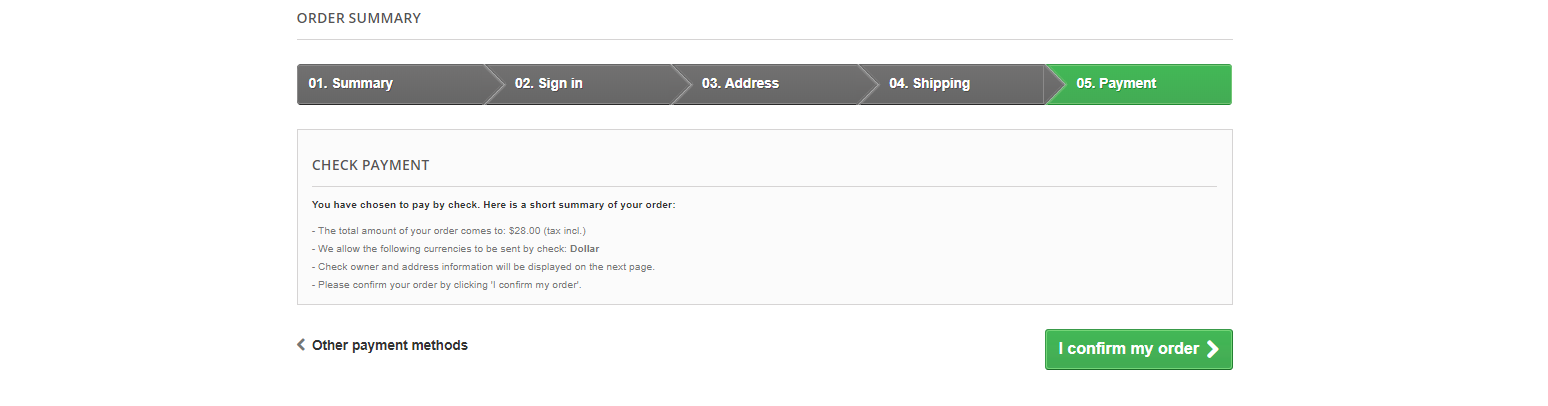 ORDER SUMMARY
01. Summary 02. Sign in 03. Address 04. Shipping 05. Payment
CHECK PAYMENT
You have chosen to pay by check. Here is a short summary of your order:
- The total amount of your order comes to: $28.00 (tax incl.)
- We allow the following currencies to be sent by check: Dollar
- Check owner and address information will be displayed on the next page.
- Please confirm your order by clicking 'I confirm my order'.
Other payment methods I confirm my order